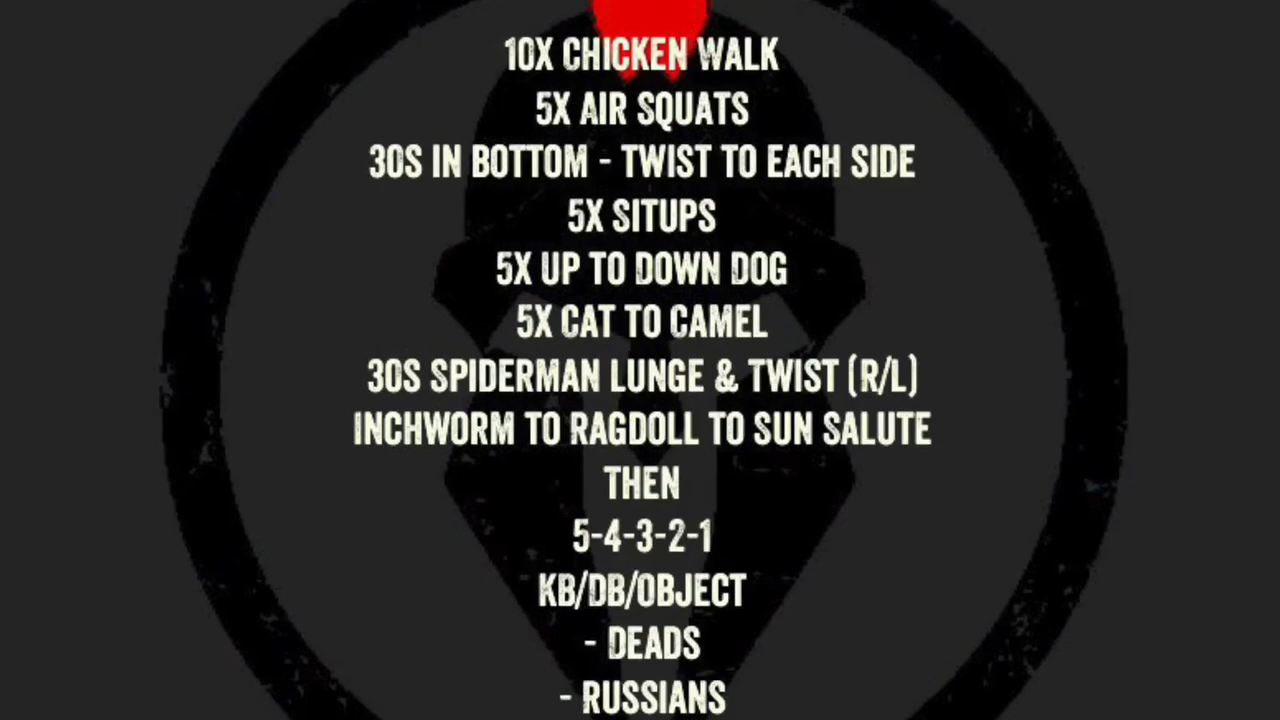 10X CHICKEN WALK
5X AIR SQUATS
30S IN BOTTOM - TWIST TO EACH SIDE
5X SITUPS
5X UP TO DOWN DOG
5X CAT TO CAMEL
30S SPIDERMAN LUNGE & TWIST (R/L)
INCHWORM TO RAGDOLL TO SUN SALUTE
THEN
5-4-3-2-1
KB/DB/OBJECT
- DEADS
- RUSSIANS